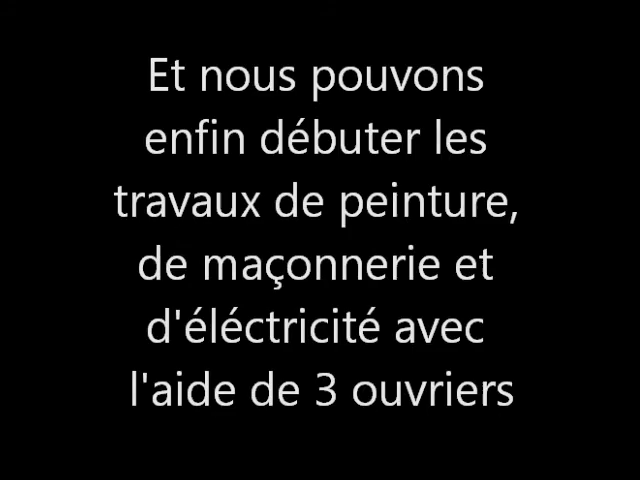 Et nous pouvons
enfin débuter les
travaux de peinture,
de maçonnerie et
d'éléctricité avec
l'aide de 3 ouvriers